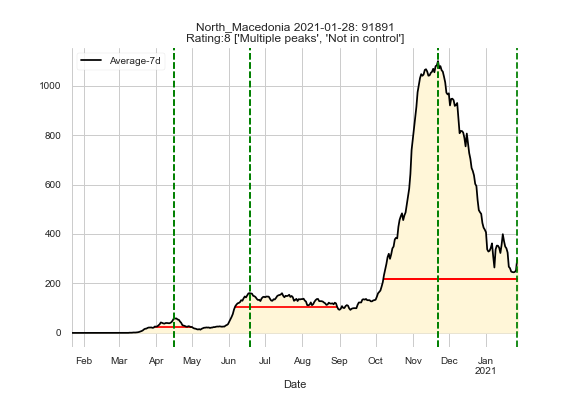 North_Macedonia 2021-01-28: 91891
Rating:8 ['Multiple peaks', 'Not in control']
Average-7d
1000
800
600
400
200
0
Feb Mar Apr May Jun Jul Aug Sep Oct Nov Dec Jan
2021
Date